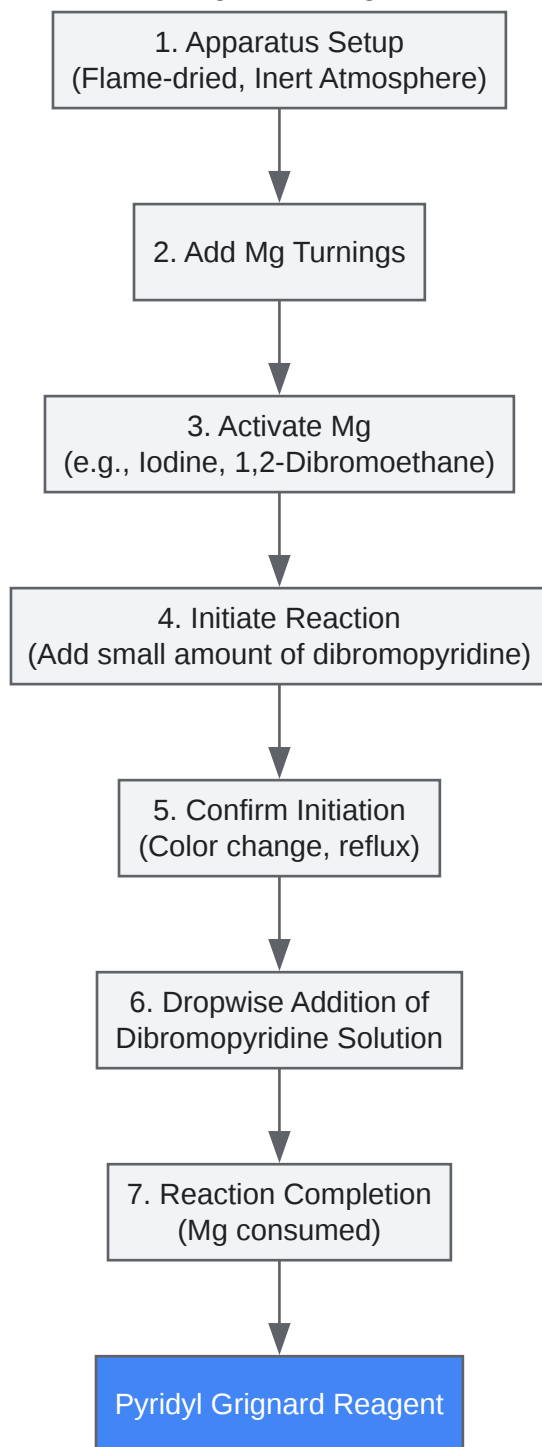 1. Apparatus Setup
(Flame-dried, Inert Atmosphere)
2. Add Mg Turnings
3. Activate Mg
(e.g., Iodine, 1,2-Dibromoethane)
4. Initiate Reaction
(Add small amount of dibromopyridine)
5. Confirm Initiation
(Color change, reflux)
6. Dropwise Addition of
Dibromopyridine Solution
7. Reaction Completion
(Mg consumed)
Pyridyl Grignard Reagent